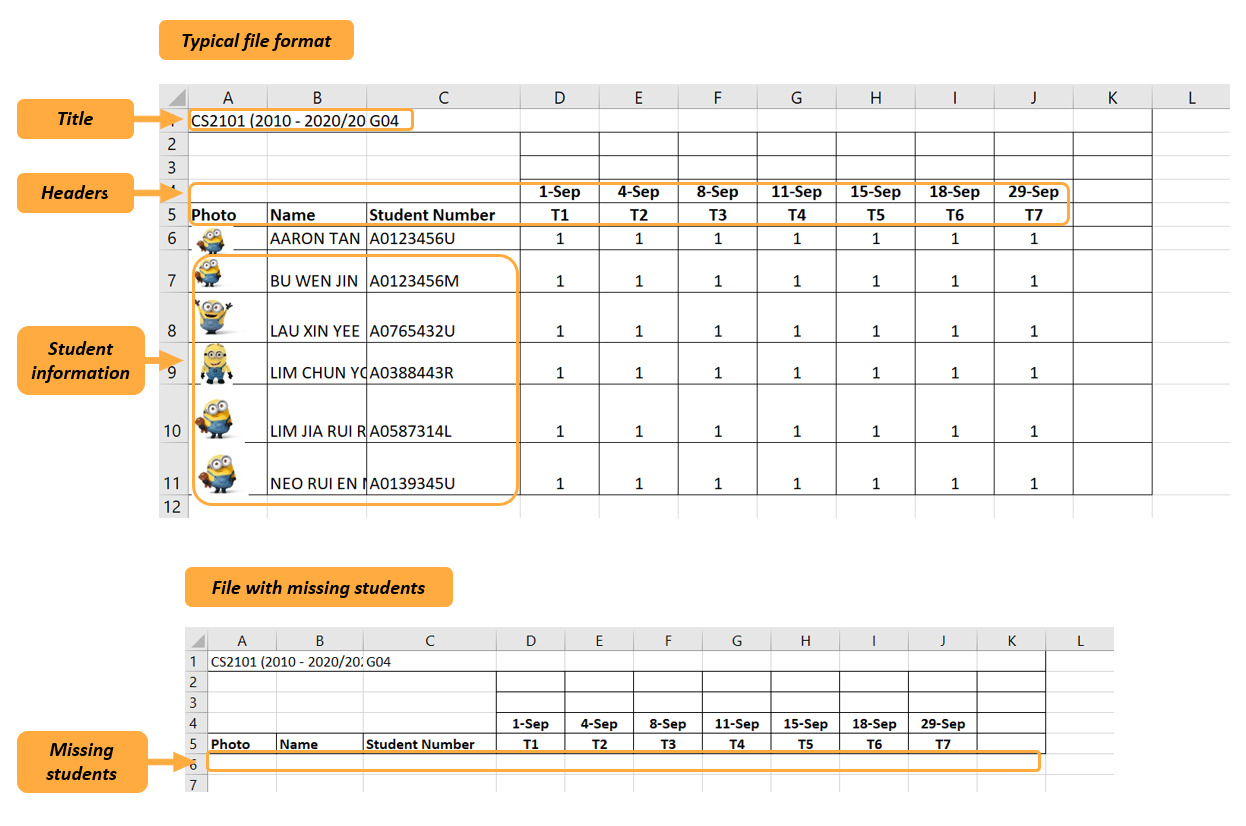 Typical file format
A B C D E F G H I J K L
Title
1 CS2101 (2010 - 2020/20 G04
2
3
Headers
4 1-Sep 4-Sep 8-Sep 11-Sep 15-Sep 18-Sep 29-Sep
5 Photo Name Student Number T1 T2 T3 T4 T5 T6 T7
6 AARON TAN A0123456U 1 1 1 1 1 1 1
7 BU WEN JIN A0123456M 1 1 1 1 1 1 1
8 LAU XIN YEE A0765432U 1 1 1 1 1 1 1
Student
information
9 LIM CHUN YO A0388443R 1 1 1 1 1 1 1
10 LIM JIA RUI R A0587314L 1 1 1 1 1 1 1
11 NEO RUI EN A0139345U 1 1 1 1 1 1 1
12
File with missing students
A B C D E F G H I J K L
1 CS2101 (2010 - 2020/202 G04
2
3
4 1-Sep 4-Sep 8-Sep 11-Sep 15-Sep 18-Sep 29-Sep
5 Photo Name Student Number T1 T2 T3 T4 T5 T6 T7
Missing
students
6
7